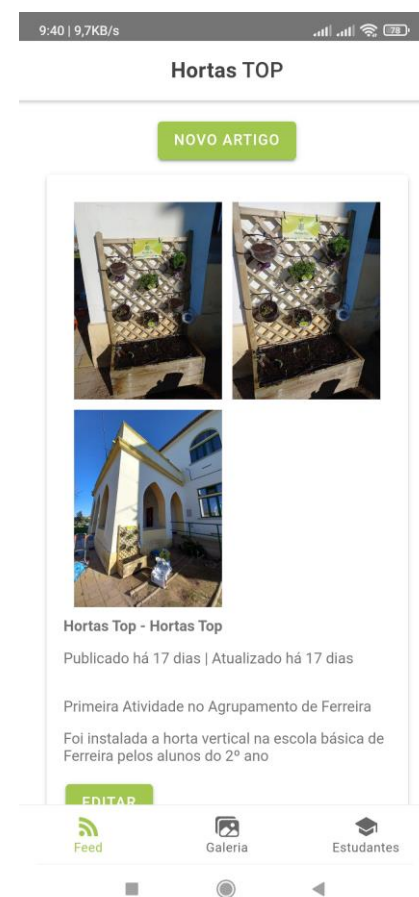 9:40 | 9,7KB/s
78
Hortas TOP
NOVO ARTIGO
Hortas Top - Hortas Top
Publicado há 17 dias | Atualizado há 17 dias
Primeira Atividade no Agrupamento de Ferreira
Foi instalada a horta vertical na escola básica de
Ferreira pelos alunos do 2º ano
EDITAR
Feed
Galeria
Estudantes